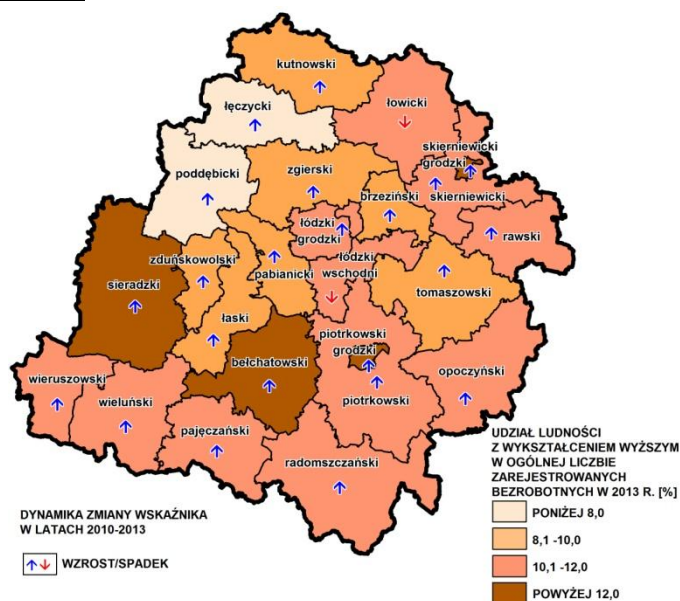 kutnowski
łęczycki
łowicki
skierniewicki
grodzki
poddębicki
zgierski
brzeziński
skierniewicki
łódzki
grodzki
rawski
zduńskowolski
łódzki
sieradzki
pabianicki
wschodni
tomaszowski
łaski
piotrkowski
grodzki
bełchatowski
wieruszowski
opoczyński
wieluński
piotrkowski
pajęczański
radomszczański
UDZIAŁ LUDNOŚCI
Z WYKSZTAŁCENIEM WYŻSZYM
W OGÓLNEJ LICZBIE
ZAREJESTROWANYCH
BEZROBOTNYCH W 2013 R. [%]
PONIŻEJ 8,0
8,1 -10,0
10,1 -12,0
POWYŻEJ 12,0
DYNAMIKA ZMIANY WSKAŹNIKA
W LATACH 2010-2013
WZROST/SPADEK